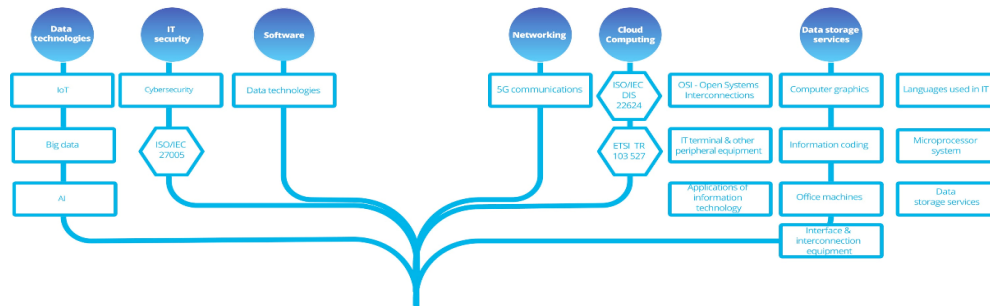 Data
technologies
IT
security
Software
Networking
Cloud
Computing
Data storage
services
IoT
Cybersecurity
Data technologies
5G communications
ISO/IEC
DIS
22624
OSI - Open Systems
Interconnections
Computer graphics
Languages used in IT
Big data
ISO/IEC
27005
ETSI TR
103 527
IT terminal & other
peripheral equipment
Information coding
Microprocessor
system
AI
Applications of
information
technology
Office machines
Data
storage services
Interface &
interconnection
equipment